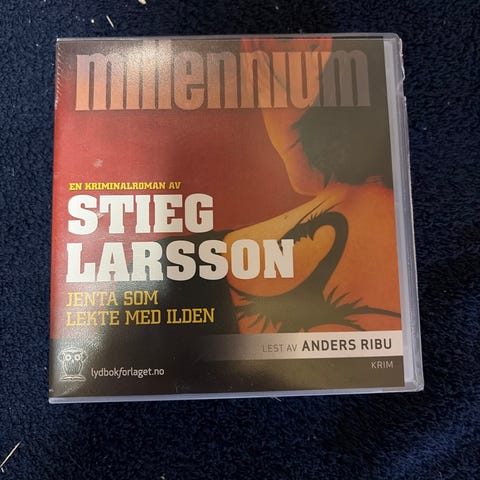 millennium
EN KRIMINALROMAN AV
STIEG
LARSSON
JENTA SOM
LEKTE MED ILDEN
LEST AV ANDERS RIBU
lydbokforlaget.no
KRIM